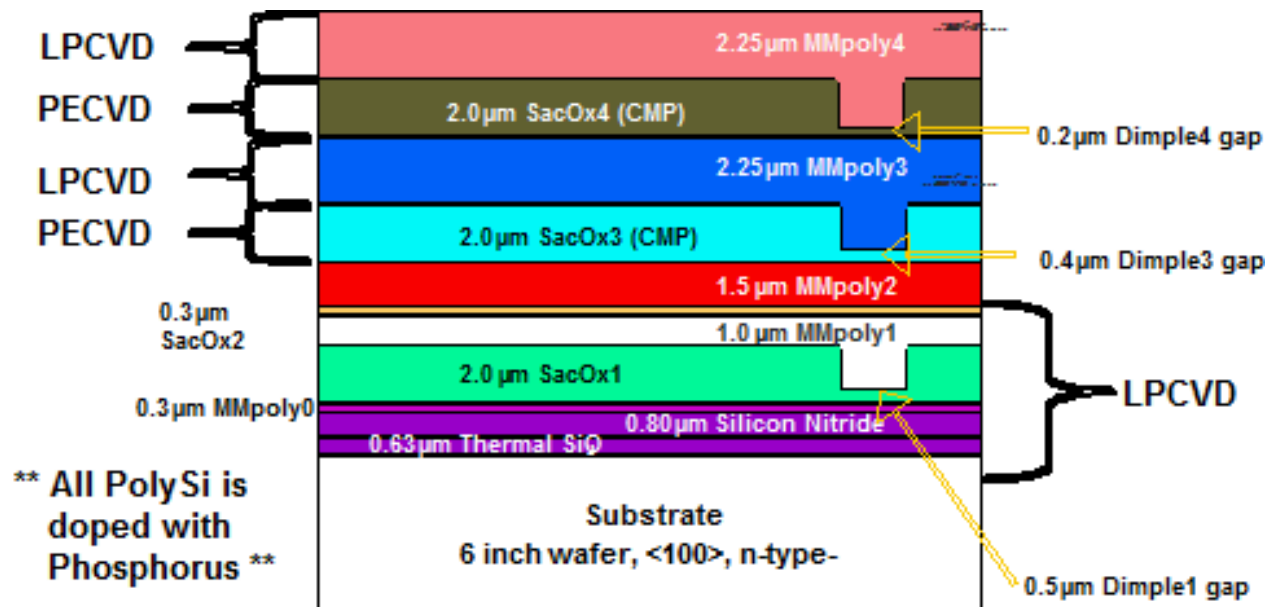 LPCVD
2.25µm MMpoly4
PECVD
2.0µm SacOx4 (CMP)
0.2µm Dimple4 gap
LPCVD
2.25µm MMpoly3
PECVD
2.0µm SacOx3 (CMP)
0.4µm Dimple3 gap
1.5 µm MMpoly2
0.3µm
SacOx2
1.0 µm MMpoly1
2.0 µm SacOx1
LPCVD
0.3µm MMpoly0
0.80µm Silicon Nitride
0.63µm Thermal SiO
** All PolySi is
doped with
Phosphorus **
Substrate
6 inch wafer, <100>, n-type-
0.5µm Dimple1 gap